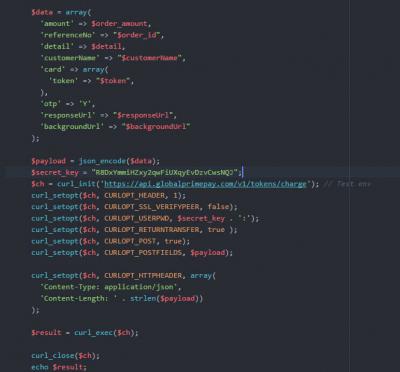 $data = array(
'amount' => $order_amount,
'referenceNo' => "$order_id",
'detail' => $detail,
'customerName' => "$customerName",
'card' => array(
'token' => "$token",
),
'otp' => 'Y',
'responseUrl' => "$responseUrl",
'backgroundUrl' => "$backgroundUrl"
);
$payload = json_encode($data);
$secret_key = "R8DxYmmiHZxy2qwFiUXqyEvDzvCwsNQJ";
$ch = curl_init('https://api.globalprimepay.com/v1/tokens/charge'); // Test env
curl_setopt($ch, CURLOPT_HEADER, 1);
curl_setopt($ch, CURLOPT_SSL_VERIFYPEER, false);
curl_setopt($ch, CURLOPT_USERPWD, $secret_key . ':');
curl_setopt($ch, CURLOPT_RETURNTRANSFER, true );
curl_setopt($ch, CURLOPT_POST, true);
curl_setopt($ch, CURLOPT_POSTFIELDS, $payload);
curl_setopt($ch, CURLOPT_HTTPHEADER, array(
'Content-Type: application/json',
'Content-Length: ' . strlen($payload))
);
$result = curl_exec($ch);
curl_close($ch);
echo $result;